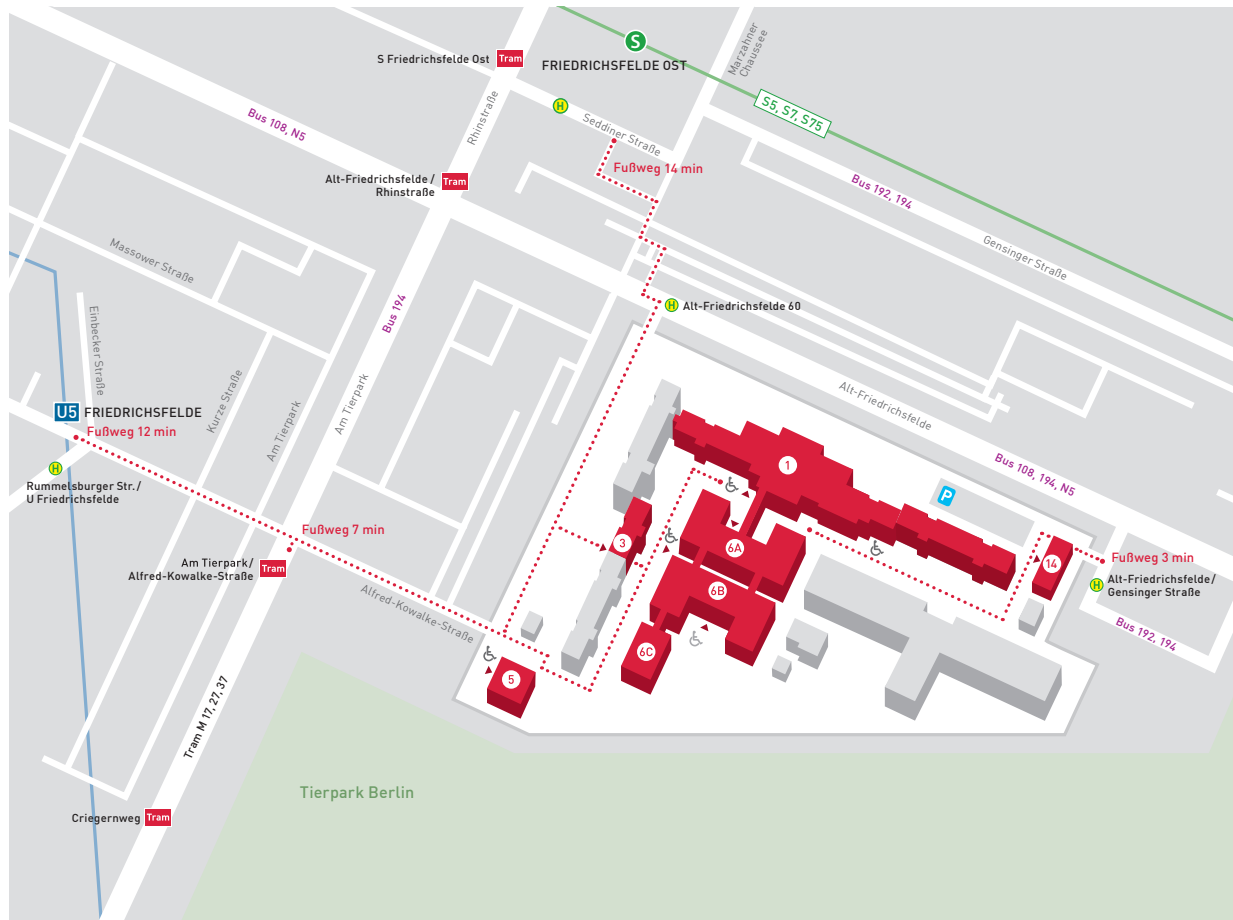 S
S Friedrichsfelde Ost
Tram
FRIEDRICHSFELDE OST
Marzahner
Chaussee
S5, S7, S75
H
Seddiner Straße
Rhinstraße
Bus 108, N5
Fußweg 14 min
Alt-Friedrichsfelde /
Rhinstraße
Tram
Bus 192, 194
Gensinger Straße
Massower Straße
Bus 194
H
Alt-Friedrichsfelde 60
Einbecker Straße
Kurze Straße
Am Tierpark
Am Tierpark
Alt-Friedrichsfelde
U5
FRIEDRICHSFELDE
Fußweg 12 min
H
Rummelsburger Str./
U Friedrichsfelde
Bus 108, 194, N5
1
P
Fußweg 7 min
3
6A
14
Fußweg 3 min
Am Tierpark/
Alfred-Kowalke-Straße
Tram
H
Alt-Friedrichsfelde/
Gensinger Straße
6B
Alfred-Kowalke-Straße
Bus 192, 194
6C
5
Tram M 17, 27, 37
Tierpark Berlin
Criegernweg
Tram